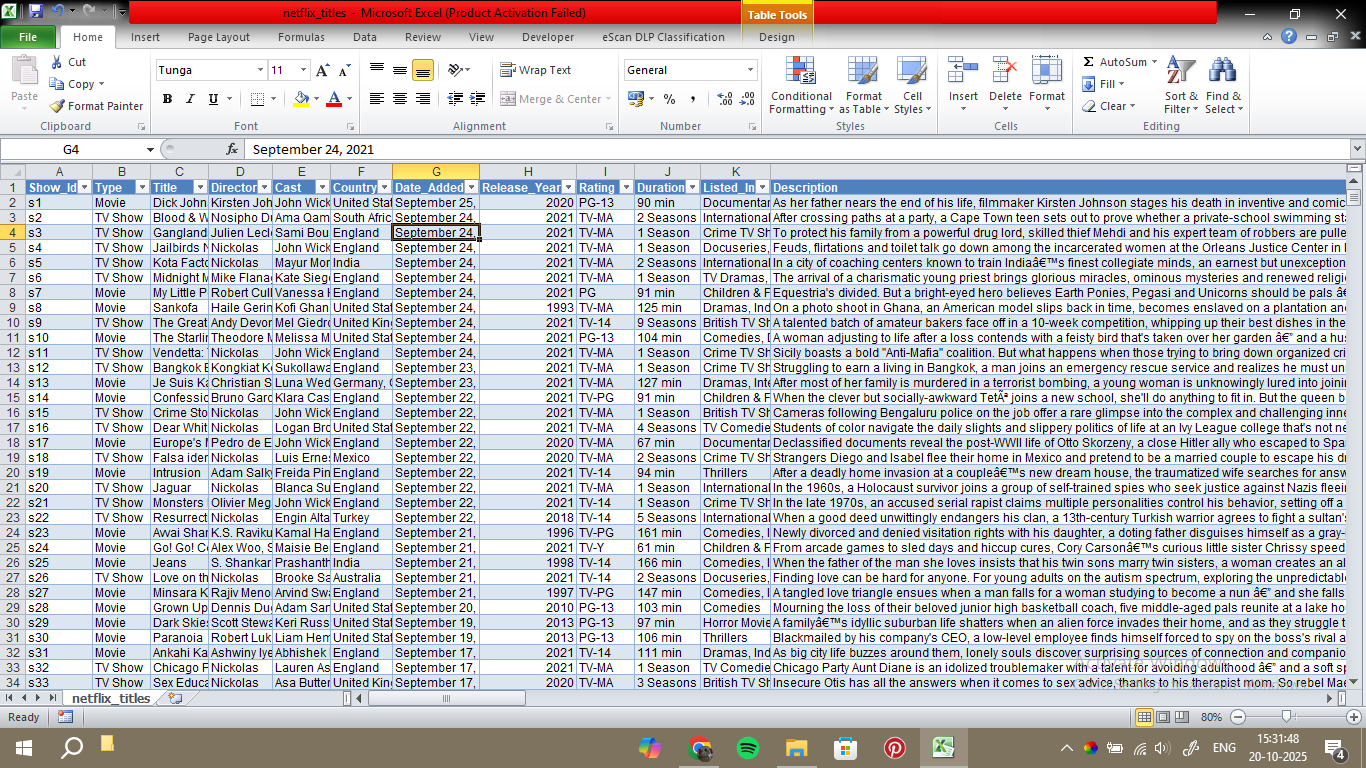 netflix_titles - Microsoft Excel (Product Activation Failed)
Table Tools
File Home Insert Page Layout Formulas Data Review View Developer eScan DLP Classification Design
Paste
Cut
Copy
Format Painter
Clipboard
Tunga 11
B I U
Font
Wrap Text
Merge & Center
Alignment
General
% ,
Number
Conditional Formatting
Format as Table
Cell Styles
Styles
Insert
Delete
Format
Cells
AutoSum
Fill
Clear
Sort & Filter
Find & Select
Editing
G4 fx September 24, 2021
A B C D E F G H I J K
1 Show_Id Type Title Director Cast Country Date_Added Release_Year Rating Duration Listed_In Description
2 s1 Movie Dick John Kirsten Joh John Wick United Stat September 25, 2020 PG-13 90 min Documentar As her father nears the end of his life, filmmaker Kirsten Johnson stages his death in inventive and comic
3 s2 TV Show Blood & W Nosipho D Ama Qam South Afric September 24, 2021 TV-MA 2 Seasons International After crossing paths at a party, a Cape Town teen sets out to prove whether a private-school swimming sta
4 s3 TV Show Gangland Julien Lecl Sami Bou England September 24, 2021 TV-MA 1 Season Crime TV Sh To protect his family from a powerful drug lord, skilled thief Mehdi and his expert team of robbers are pulle
5 s4 TV Show Jailbirds N Nickolas John Wick England September 24, 2021 TV-MA 1 Season Docuseries, Feuds, flirtations and toilet talk go down among the incarcerated women at the Orleans Justice Center in
6 s5 TV Show Kota Facto Nickolas Mayur Mor India September 24, 2021 TV-MA 2 Seasons International In a city of coaching centers known to train Indiaâ€™s finest collegiate minds, an earnest but unexception
7 s6 TV Show Midnight M Mike Flana Kate Sieg England September 24, 2021 TV-MA 1 Season TV Dramas, The arrival of a charismatic young priest brings glorious miracles, ominous mysteries and renewed religi
8 s7 Movie My Little P Robert Cull Vanessa H England September 24, 2021 PG 91 min Children & F Equestria's divided. But a bright-eyed hero believes Earth Ponies, Pegasi and Unicorns should be pals â€
9 s8 Movie Sankofa Haile Gerin Kofi Ghan United Stat September 24, 1993 TV-MA 125 min Dramas, Ind On a photo shoot in Ghana, an American model slips back in time, becomes enslaved on a plantation and
10 s9 TV Show The Great Andy Devon Mel Giedro United King September 24, 2021 TV-14 9 Seasons British TV Sh A talented batch of amateur bakers face off in a 10-week competition, whipping up their best dishes in the
11 s10 Movie The Starlin Theodore M Melissa M United Stat September 24, 2021 PG-13 104 min Comedies, D A woman adjusting to life after a loss contends with a feisty bird that's taken over her garden â€" and a hus
12 s11 TV Show Vendetta: Nickolas John Wick England September 24, 2021 TV-MA 1 Season Crime TV Sh Sicily boasts a bold "Anti-Mafia" coalition. But what happens when those trying to bring down organized cri
13 s12 TV Show Bangkok B Kongkiat K Sukollawa England September 23, 2021 TV-MA 1 Season Crime TV Sh Struggling to earn a living in Bangkok, a man joins an emergency rescue service and realizes he must un
14 s13 Movie Je Suis Ka Christian S Luna Wed Germany, September 23, 2021 TV-MA 127 min Dramas, Inte After most of her family is murdered in a terrorist bombing, a young woman is unknowingly lured into joinin
15 s14 Movie Confessio Bruno Garo Klara Cas England September 22, 2021 TV-PG 91 min Children & F When the clever but socially-awkward TetÃª joins a new school, she'll do anything to fit in. But the queen b
16 s15 TV Show Crime Sto Nickolas John Wick England September 22, 2021 TV-MA 1 Season British TV Sh Cameras following Bengaluru police on the job offer a rare glimpse into the complex and challenging inne
17 s16 TV Show Dear Whit Nickolas Logan Bro United Stat September 22, 2021 TV-MA 4 Seasons TV Comedie Students of color navigate the daily slights and slippery politics of life at an Ivy League college that's not ne
18 s17 Movie Europe's M Pedro de E John Wick England September 22, 2020 TV-MA 67 min Documentar Declassified documents reveal the post-WWII life of Otto Skorzeny, a close Hitler ally who escaped to Spa
19 s18 TV Show Falsa iden Nickolas Luis Ernes Mexico September 22, 2020 TV-MA 2 Seasons Crime TV Sh Strangers Diego and Isabel flee their home in Mexico and pretend to be a married couple to escape his dr
20 s19 Movie Intrusion Adam Salk Freida Pin England September 22, 2021 TV-14 94 min Thrillers After a deadly home invasion at a coupleâ€™s new dream house, the traumatized wife searches for answ
21 s20 TV Show Jaguar Nickolas Blanca Su England September 22, 2021 TV-MA 1 Season International In the 1960s, a Holocaust survivor joins a group of self-trained spies who seek justice against Nazis fleein
22 s21 TV Show Monsters Olivier Meg John Wick England September 22, 2021 TV-14 1 Season Crime TV Sh In the late 1970s, an accused serial rapist claims multiple personalities control his behavior, setting off a
23 s22 TV Show Resurrect Nickolas Engin Alta Turkey September 22, 2018 TV-14 5 Seasons International When a good deed unwittingly endangers his clan, a 13th-century Turkish warrior agrees to fight a sultan's
24 s23 Movie Awai Shan K.S. Raviku Kamal Ha England September 21, 1996 TV-PG 161 min Comedies, I Newly divorced and denied visitation rights with his daughter, a doting father disguises himself as a gray-
25 s24 Movie Go! Go! C Alex Woo, S Maisie Be England September 21, 2021 TV-Y 61 min Children & F From arcade games to sled days and hiccup cures, Cory Carsonâ€™s curious little sister Chrissy speed
26 s25 Movie Jeans S. Shankar Prashanth India September 21, 1998 TV-14 166 min Comedies, I When the father of the man she loves insists that his twin sons marry twin sisters, a woman creates an al
27 s26 TV Show Love on th Nickolas Brooke Sa Australia September 21, 2021 TV-14 2 Seasons Docuseries, Finding love can be hard for anyone. For young adults on the autism spectrum, exploring the unpredictabl
28 s27 Movie Minsara K Rajiv Meno Arvind Swa England September 21, 1997 TV-PG 147 min Comedies, I A tangled love triangle ensues when a man falls for a woman studying to become a nun â€" and she falls
29 s28 Movie Grown Up Dennis Dug Adam San United Stat September 20, 2010 PG-13 103 min Comedies Mourning the loss of their beloved junior high basketball coach, five middle-aged pals reunite at a lake ho
30 s29 Movie Dark Skies Scott Stewa Keri Russ United Stat September 19, 2013 PG-13 97 min Horror Movie A familyâ€™s idyllic suburban life shatters when an alien force invades their home, and as they struggle t
31 s30 Movie Paranoia Robert Luk Liam Hem United Stat September 19, 2013 PG-13 106 min Thrillers Blackmailed by his company's CEO, a low-level employee finds himself forced to spy on the boss's rival a
32 s31 Movie Ankahi Ka Ashwiny Iye Abhishek England September 17, 2021 TV-14 111 min Dramas, Ind As big city life buzzes around them, lonely souls discover surprising sources of connection and companio
33 s32 TV Show Chicago F Nickolas Lauren As England September 17, 2021 TV-MA 1 Season TV Comedie Chicago Party Aunt Diane is an idolized troublemaker with a talent for avoiding adulthood â€" and a soft sp
34 s33 TV Show Sex Educa Nickolas Asa Butter United King September 17, 2020 TV-MA 3 Seasons British TV Sh Insecure Otis has all the answers when it comes to sex advice, thanks to his therapist mom. So rebel Mae
Activate Windows
netflix_titles
Ready 80%
ENG 15:31:48
20-10-2025 4